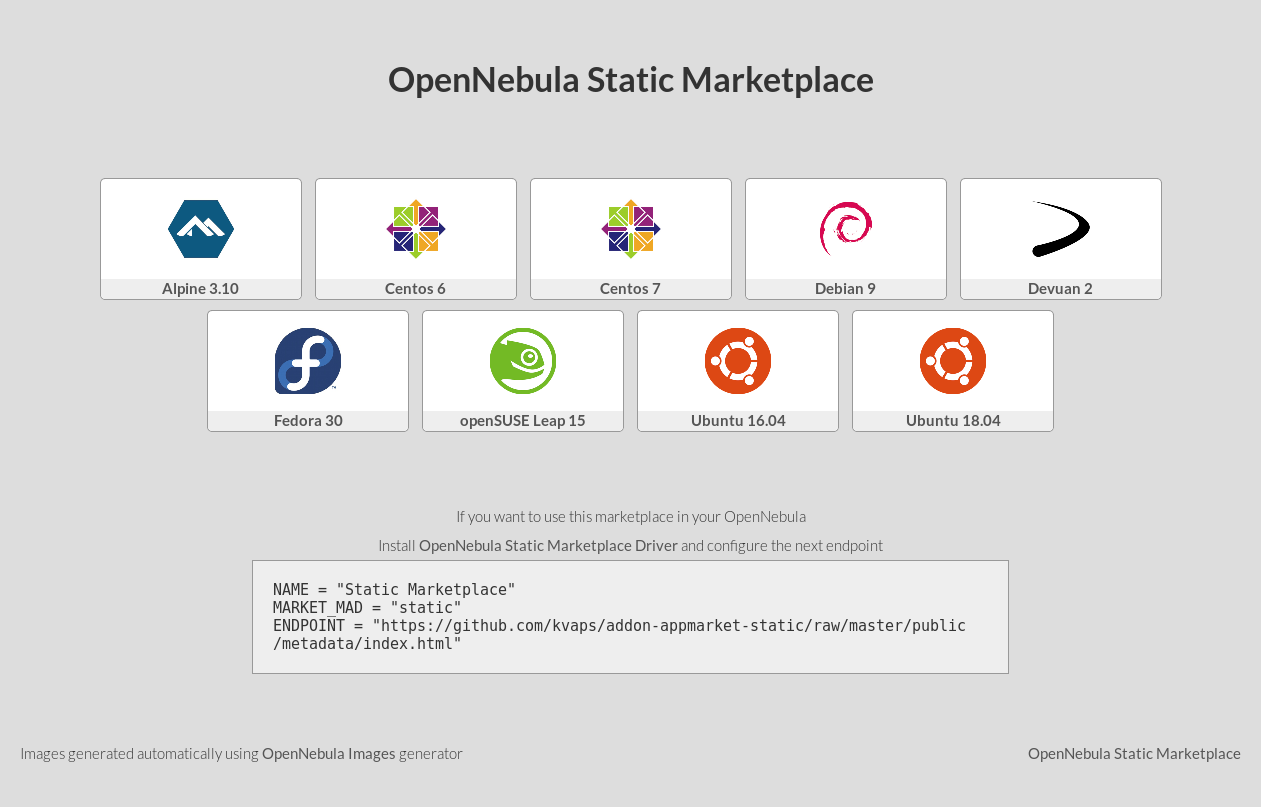 OpenNebula Static Marketplace
Alpine 3.10
Centos 6
Centos 7
Debian 9
Devuan 2
Fedora 30
openSUSE Leap 15
Ubuntu 16.04
Ubuntu 18.04
If you want to use this marketplace in your OpenNebula
Install OpenNebula Static Marketplace Driver and configure the next endpoint
NAME = "Static Marketplace"
MARKET_MAD = "static"
ENDPOINT = "https://github.com/kvaps/addon-appmarket-static/raw/master/public
/metadata/index.html"
Images generated automatically using OpenNebula Images generator
OpenNebula Static Marketplace